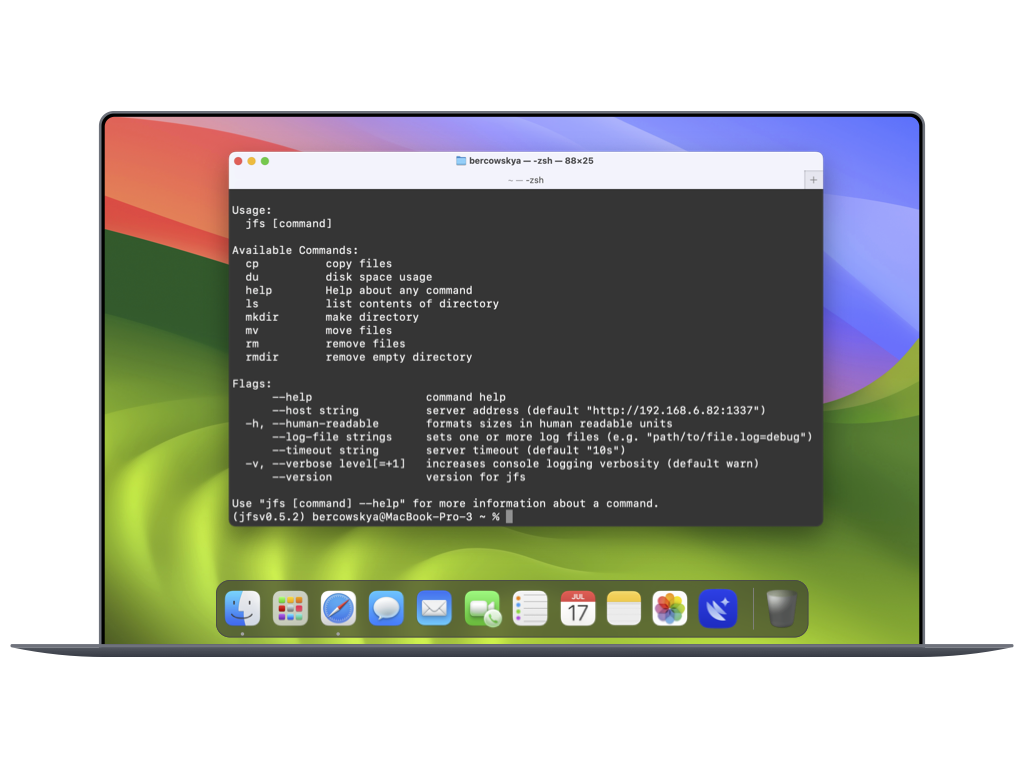 bercowskya — -zsh — 88×25
~ — -zsh
+
Usage:
  jfs [command]
Available Commands:
  cp          copy files
  du          disk space usage
  help        Help about any command
  ls          list contents of directory
  mkdir       make directory
  mv          move files
  rm          remove files
  rmdir       remove empty directory
Flags:
      --help                 command help
      --host string          server address (default "http://192.168.6.82:1337")
  -h, --human-readable       formats sizes in human readable units
      --log-file strings     sets one or more log files (e.g. "path/to/file.log=debug")
      --timeout string       server timeout (default "10s")
  -v, --verbose level[=+1]   increases console logging verbosity (default warn)
      --version              version for jfs
Use "jfs [command] --help" for more information about a command.
(jfsv0.5.2) bercowskya@MacBook-Pro-3 ~ %
JUL
17